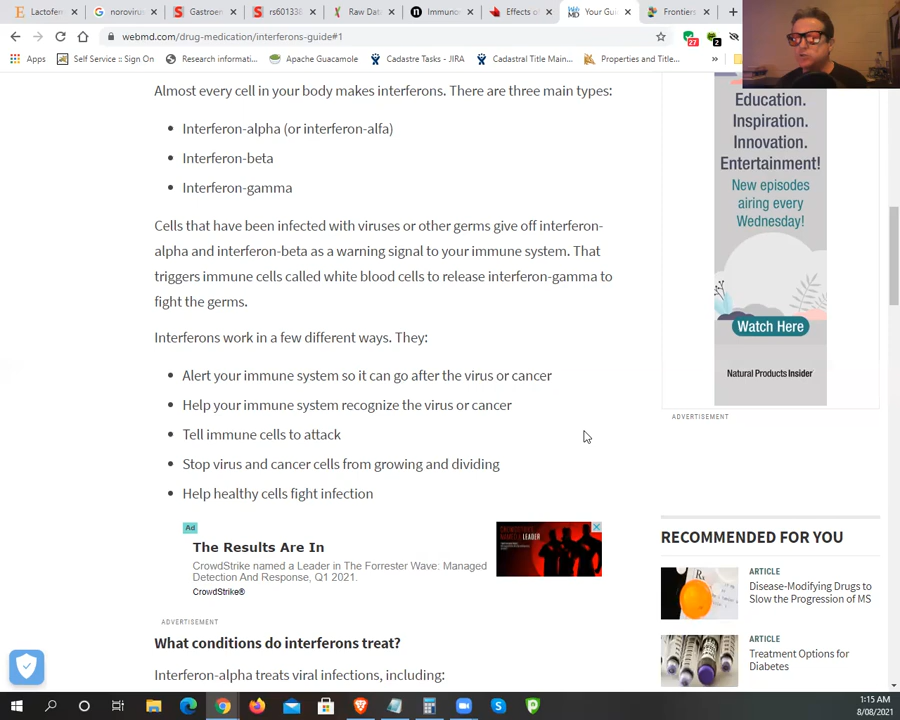 Lactofen
norovirus
Gastroen
rs601338
Raw Data
Immuno
Effects o
Your Gui
Frontiers
webmd.com/drug-medication/interferons-guide#1
27
2
Apps
Self Service :: Sign On
Research informati...
Apache Guacamole
Cadastre Tasks - JIRA
Cadastral Title Main...
Properties and Title...
»
Almost every cell in your body makes interferons. There are three main types:
• Interferon-alpha (or interferon-alfa)
• Interferon-beta
• Interferon-gamma
Cells that have been infected with viruses or other germs give off interferon-
alpha and interferon-beta as a warning signal to your immune system. That
triggers immune cells called white blood cells to release interferon-gamma to
fight the germs.
Interferons work in a few different ways. They:
• Alert your immune system so it can go after the virus or cancer
• Help your immune system recognize the virus or cancer
• Tell immune cells to attack
• Stop virus and cancer cells from growing and dividing
• Help healthy cells fight infection
Ad
The Results Are In
CrowdStrike named a Leader in The Forrester Wave: Managed
Detection And Response, Q1 2021.
CrowdStrike®
NAMED A LEADER
ADVERTISEMENT
What conditions do interferons treat?
Interferon-alpha treats viral infections, including:
Education.
Inspiration.
Innovation.
Entertainment!
New episodes
airing every
Wednesday!
Watch Here
Natural Products Insider
ADVERTISEMENT
RECOMMENDED FOR YOU
ARTICLE
Disease-Modifying Drugs to
Slow the Progression of MS
ARTICLE
Treatment Options for
Diabetes
1:15 AM
8/08/2021